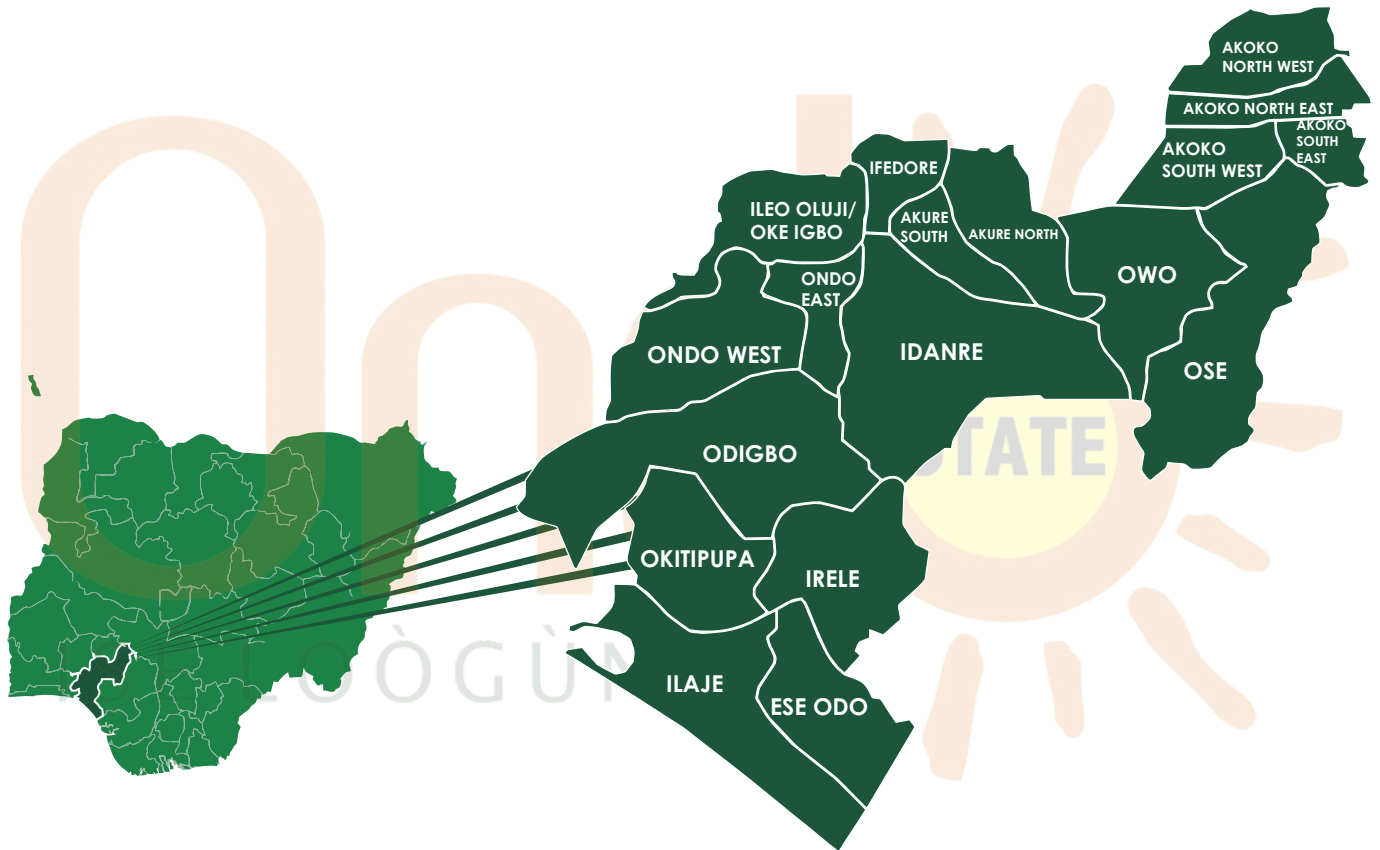 AKOKO
NORTH WEST
AKOKO NORTH EAST
AKOKO
SOUTH
EAST
AKOKO
SOUTH WEST
IFEDORE
ILEO OLUJI/
OKE IGBO
AKURE
SOUTH
AKURE NORTH
OWO
ONDO
EAST
ONDO WEST
IDANRE
OSE
ODIGBO
OKITIPUPA
IRELE
ILAJE
ESE ODO
STATE
LOÒGÙN